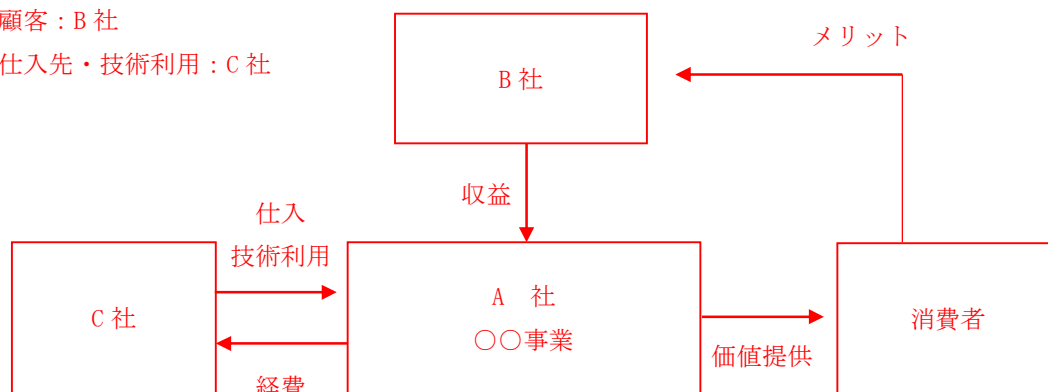 顧客：B社
仕入先・技術利用：C社
メリット
B社
収益
仕入
技術利用
C社
A　社
○○事業
消費者
価値提供
経費